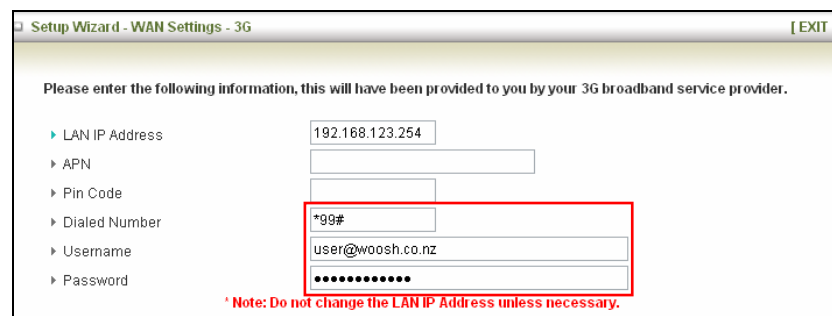 Setup Wizard - WAN Settings - 3G [ EXIT
Please enter the following information, this will have been provided to you by your 3G broadband service provider.
LAN IP Address 192.168.123.254
APN
Pin Code
Dialed Number *99#
Username user@woosh.co.nz
Password ••••••••••••
* Note: Do not change the LAN IP Address unless necessary.